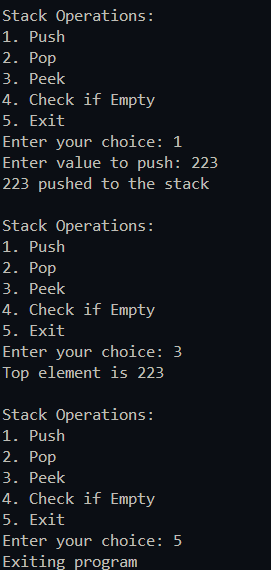 Stack Operations:
1. Push
2. Pop
3. Peek
4. Check if Empty
5. Exit
Enter your choice: 1
Enter value to push: 223
223 pushed to the stack

Stack Operations:
1. Push
2. Pop
3. Peek
4. Check if Empty
5. Exit
Enter your choice: 3
Top element is 223

Stack Operations:
1. Push
2. Pop
3. Peek
4. Check if Empty
5. Exit
Enter your choice: 5
Exiting program